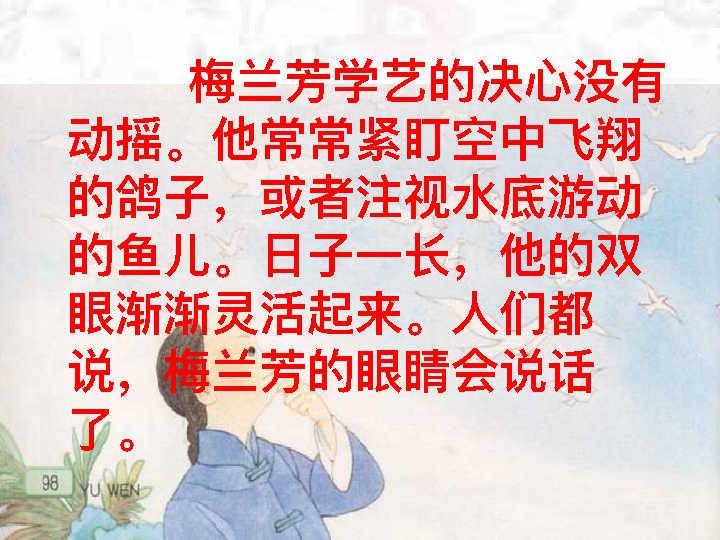 梅兰芳学艺的决心没有
动摇。他常常紧盯空中飞翔
的鸽子，或者注视水底游动
的鱼儿。日子一长，他的双
眼渐渐灵活起来。人们都
说，梅兰芳的眼睛会说话
了。
98 YU WEN